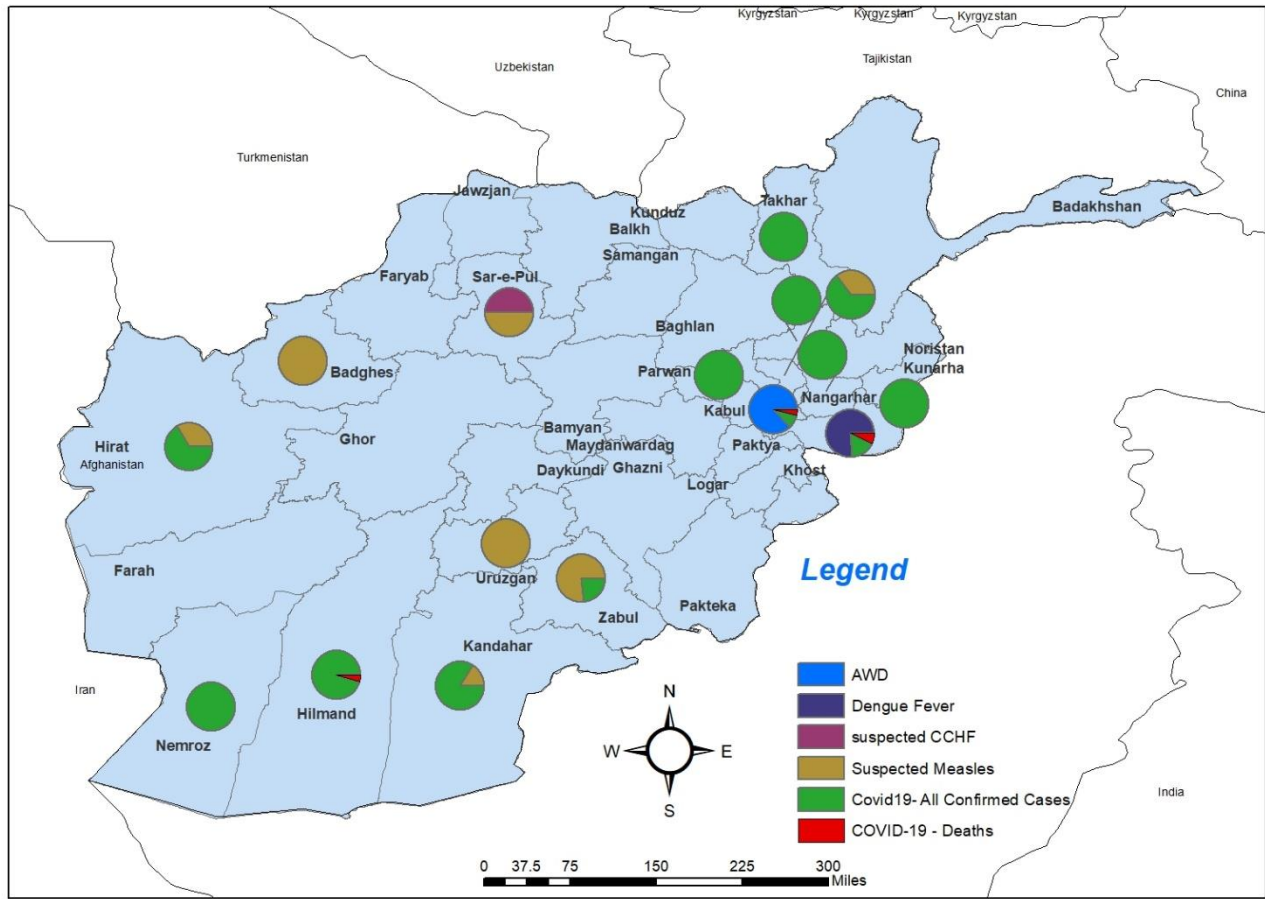 Kyrgyzstan
Kyrgyzstan
Kyrgyzstan
Uzbekistan
Tajikistan
China
Turkmenistan
Jawzjan
Takhar
Badakhshan
Kunduz
Balkh
Samangan
Faryab
Sar-e-Pul
Baghlan
Noristan
Kunarha
Badghes
Parwan
Nangarhar
Kabul
Hirat
Afghanistan
Ghor
Bamyan
Maydanwardag
Paktya
Daykundi
Ghazni
Khost
Logar
Farah
Uruzgan
Zabul
Pakteka
Kandahar
Iran
Hilmand
Nemroz
Legend
AWD
Dengue Fever
suspected CCHF
Suspected Measles
Covid19- All Confirmed Cases
COVID-19 - Deaths
N
W
E
S
India
0 37.5 75 150 225 300
Miles